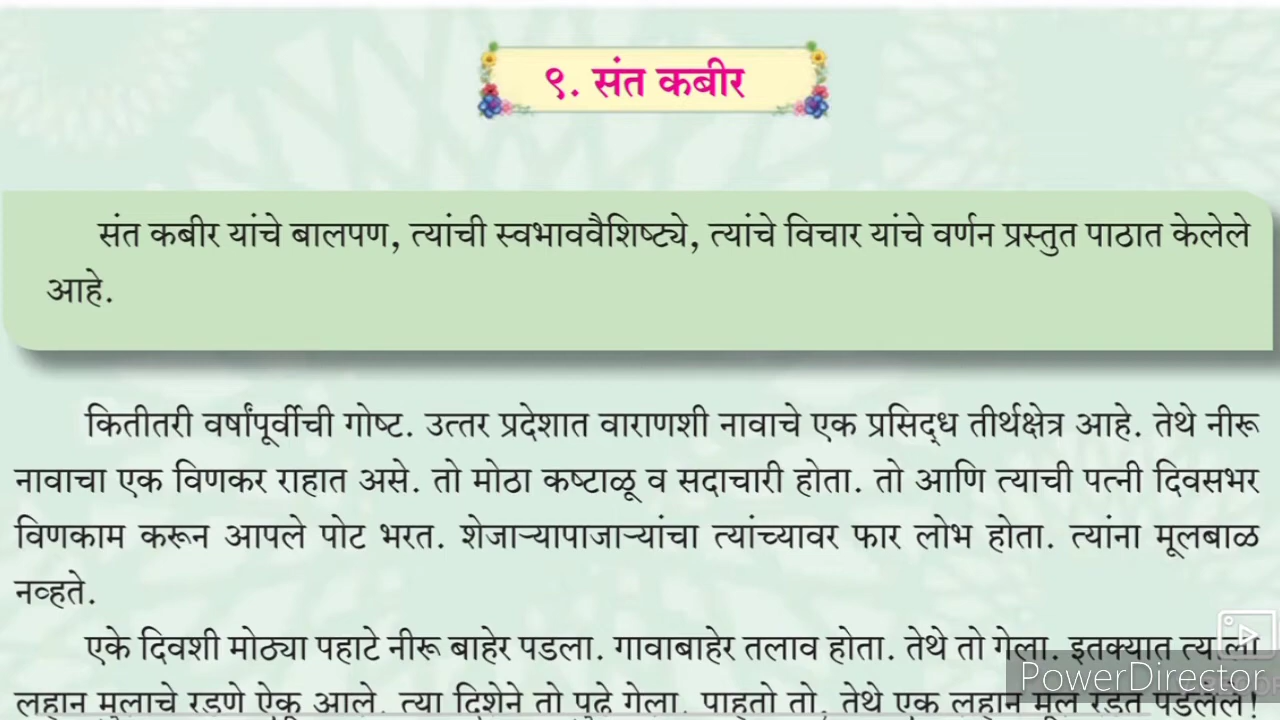 ९. संत कबीर
संत कबीर यांचे बालपण, त्यांची स्वभाववैशिष्ट्ये, त्यांचे विचार यांचे वर्णन प्रस्तुत पाठात केलेले
आहे.
कितीतरी वर्षांपूर्वीची गोष्ट. उत्तर प्रदेशात वाराणशी नावाचे एक प्रसिद्ध तीर्थक्षेत्र आहे. तेथे नीरू
नावाचा एक विणकर राहात असे. तो मोठा कष्टाळू व सदाचारी होता. तो आणि त्याची पत्नी दिवसभर
विणकाम करून आपले पोट भरत. शेजाऱ्यापाजाऱ्यांचा त्यांच्यावर फार लोभ होता. त्यांना मूलबाळ
नव्हते.
एके दिवशी मोठ्या पहाटे नीरू बाहेर पडला. गावाबाहेर तलाव होता. तेथे तो गेला. इतक्यात त्याला
लहान मुलाचे रडणे ऐकू आले. त्या दिशेने तो पुढे गेला. पाहतो तो, तेथे एक लहान मूल रडत पडलेले!
PowerDirector